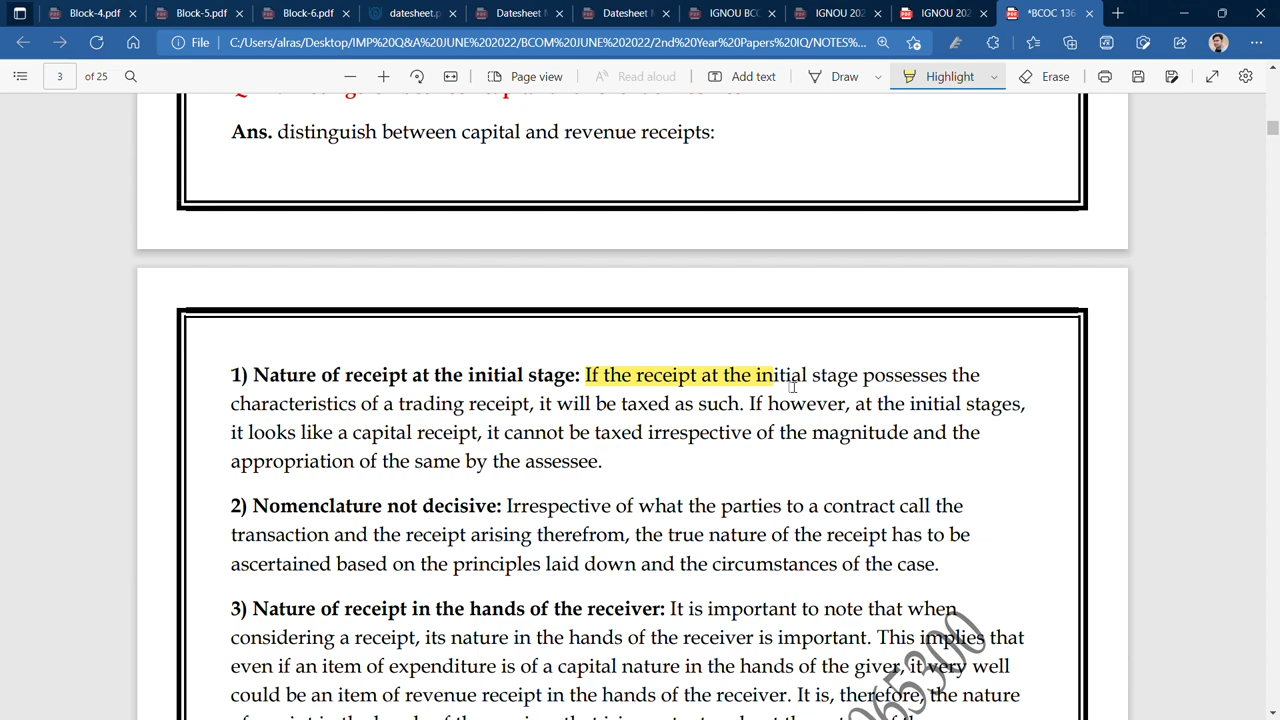 Block-4.pdf
Block-5.pdf
Block-6.pdf
datesheet.p
Datesheet
Datesheet
IGNOU BC
IGNOU 202
IGNOU 202
*BCOC 136
File
C:/Users/alras/Desktop/IMP%20Q&A%20JUNE%202022/BCOM%20JUNE%202022/2nd%20Year%20Papers%20IQ/NOTES%...
3 of 25
Page view
Read aloud
Add text
Draw
Highlight
Erase
Ans. distinguish between capital and revenue receipts:
1) Nature of receipt at the initial stage: If the receipt at the initial stage possesses the
characteristics of a trading receipt, it will be taxed as such. If however, at the initial stages,
it looks like a capital receipt, it cannot be taxed irrespective of the magnitude and the
appropriation of the same by the assessee.
2) Nomenclature not decisive: Irrespective of what the parties to a contract call the
transaction and the receipt arising therefrom, the true nature of the receipt has to be
ascertained based on the principles laid down and the circumstances of the case.
3) Nature of receipt in the hands of the receiver: It is important to note that when
considering a receipt, its nature in the hands of the receiver is important. This implies that
even if an item of expenditure is of a capital nature in the hands of the giver, it very well
could be an item of revenue receipt in the hands of the receiver. It is, therefore, the nature
065300